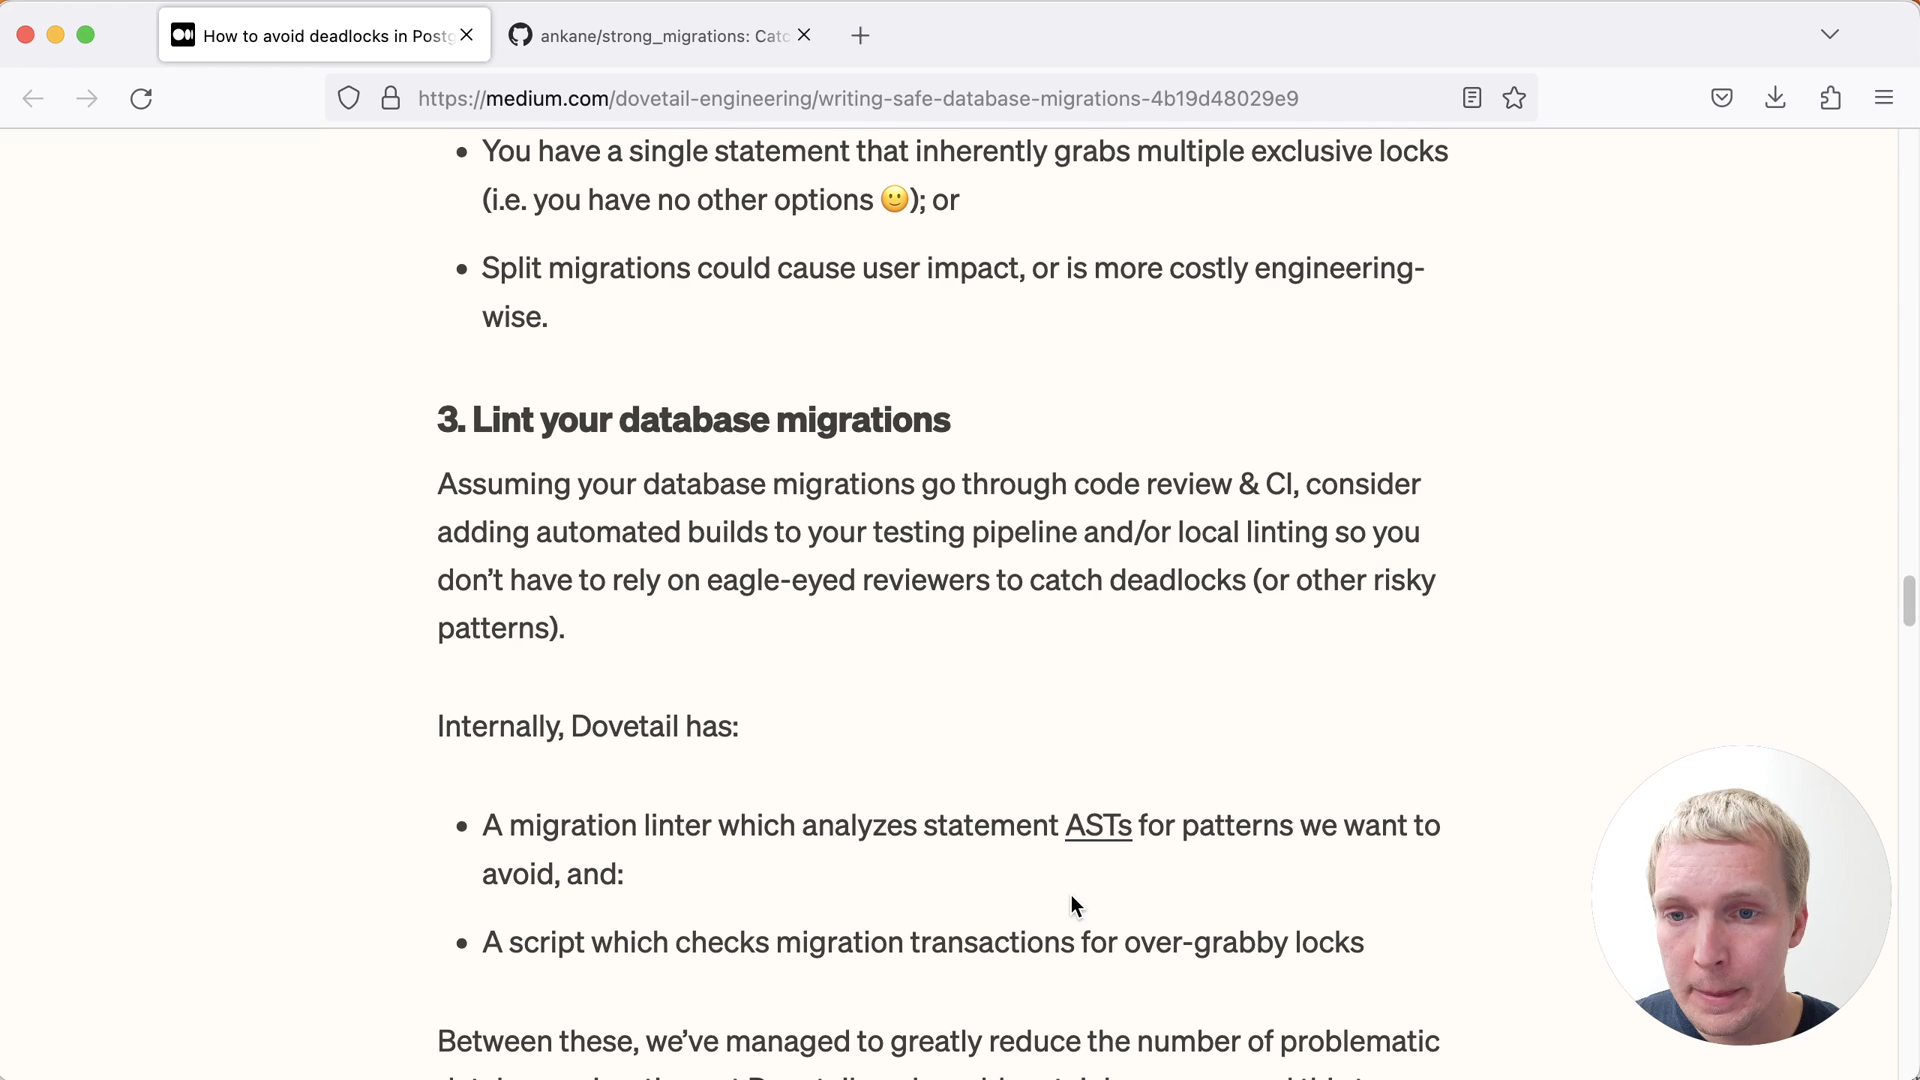 How to avoid deadlocks in Postg
ankane/strong_migrations: Catc
https://medium.com/dovetail-engineering/writing-safe-database-migrations-4b19d48029e9
• You have a single statement that inherently grabs multiple exclusive locks
(i.e. you have no other options 🙂); or
• Split migrations could cause user impact, or is more costly engineering-
wise.
3. Lint your database migrations
Assuming your database migrations go through code review & CI, consider
adding automated builds to your testing pipeline and/or local linting so you
don’t have to rely on eagle-eyed reviewers to catch deadlocks (or other risky
patterns).
Internally, Dovetail has:
• A migration linter which analyzes statement ASTs for patterns we want to
avoid, and:
• A script which checks migration transactions for over-grabby locks
Between these, we’ve managed to greatly reduce the number of problematic